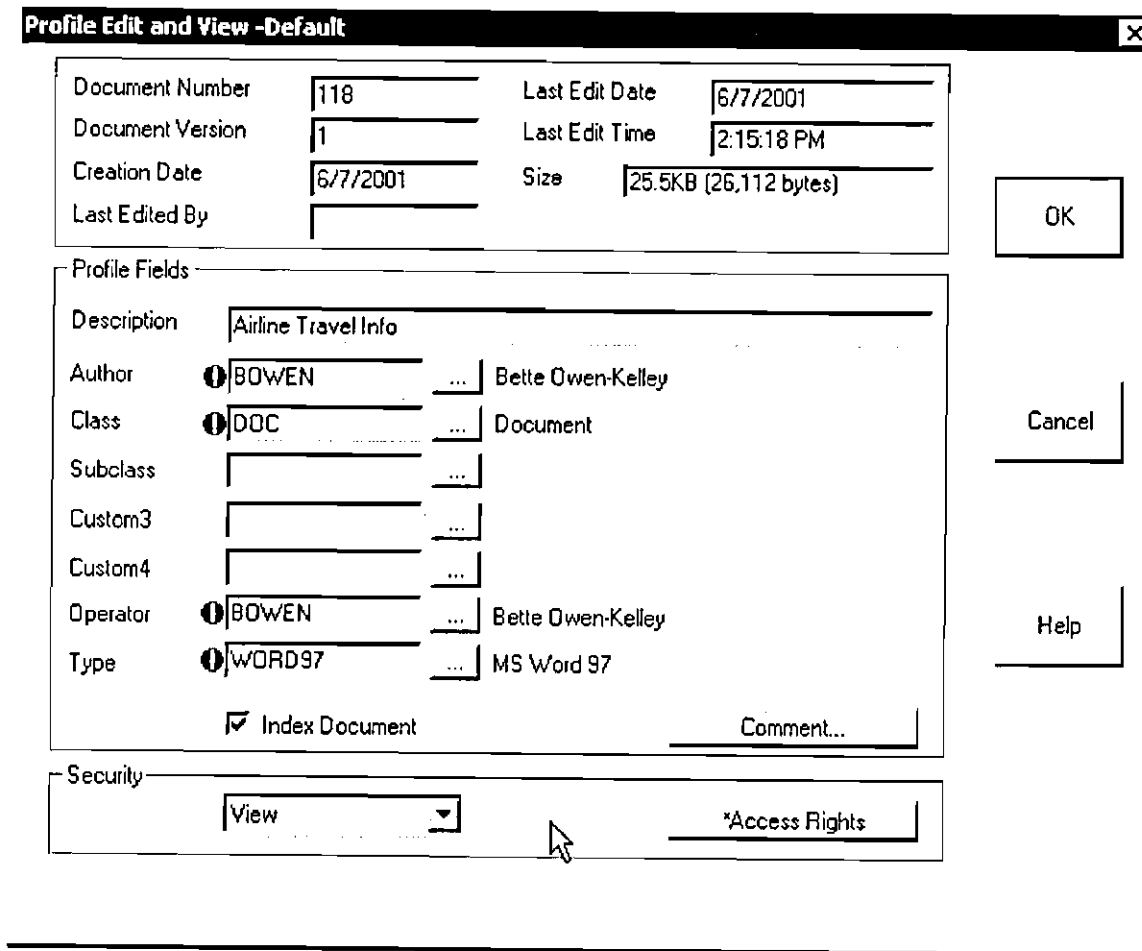 Profile Edit and View -Default
Document Number 118 Last Edit Date 6/7/2001
Document Version 1 Last Edit Time 2:15:18 PM
Creation Date 6/7/2001 Size 25.5KB (26,112 bytes)
Last Edited By
OK
Profile Fields
Description Airline Travel Info
Author BOWEN ... Bette Owen-Kelley
Class DOC ... Document
Cancel
Subclass ...
Custom3 ...
Custom4 ...
Operator BOWEN ... Bette Owen-Kelley
Help
Type WORD97 ... MS Word 97
Index Document Comment...
Security
View *Access Rights